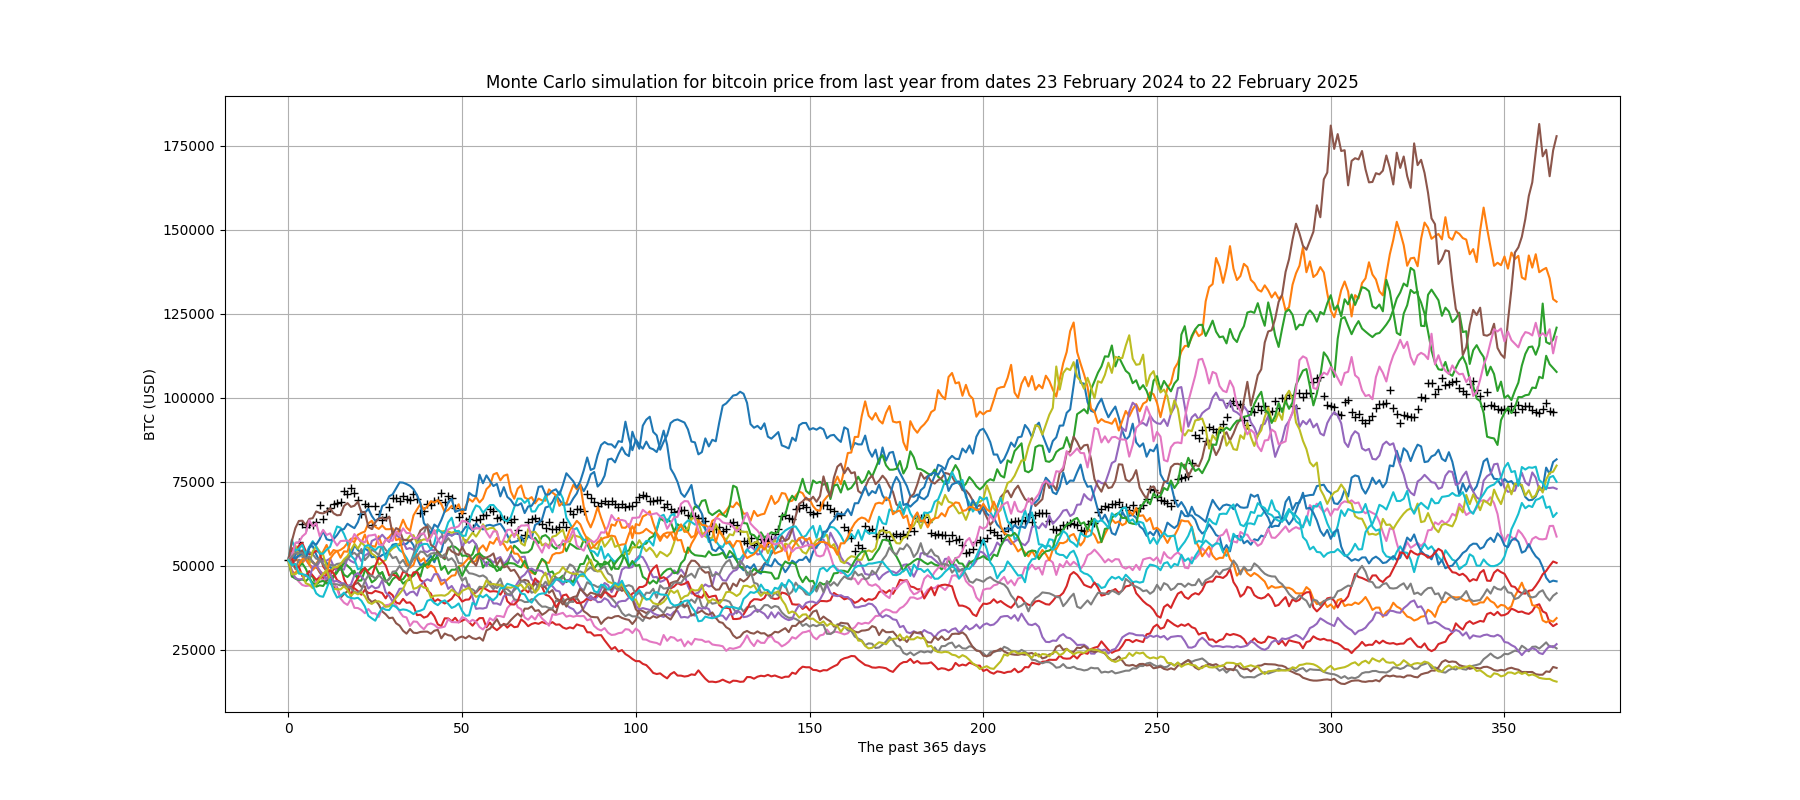 Monte Carlo simulation for bitcoin price from last year from dates 23 February 2024 to 22 February 2025
175000
150000
125000
100000
75000
50000
25000
BTC (USD)
0 50 100 150 200 250 300 350
The past 365 days